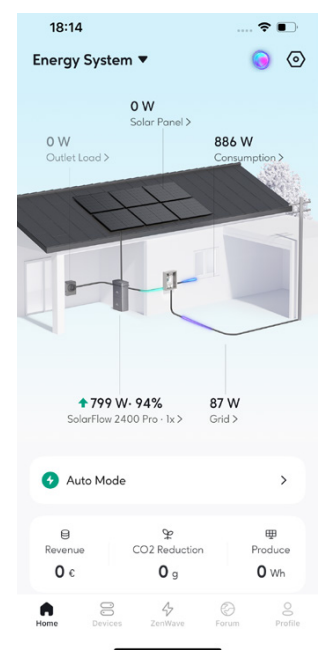 18:14
Energy System ▼
0 W
Solar Panel >
0 W
Outlet Load >
886 W
Consumption >
799 W· 94%
SolarFlow 2400 Pro · 1x >
87 W
Grid >
Auto Mode >
Revenue
0 €
CO2 Reduction
0 g
Produce
0 Wh
Home
Devices
ZenWave
Forum
Profile